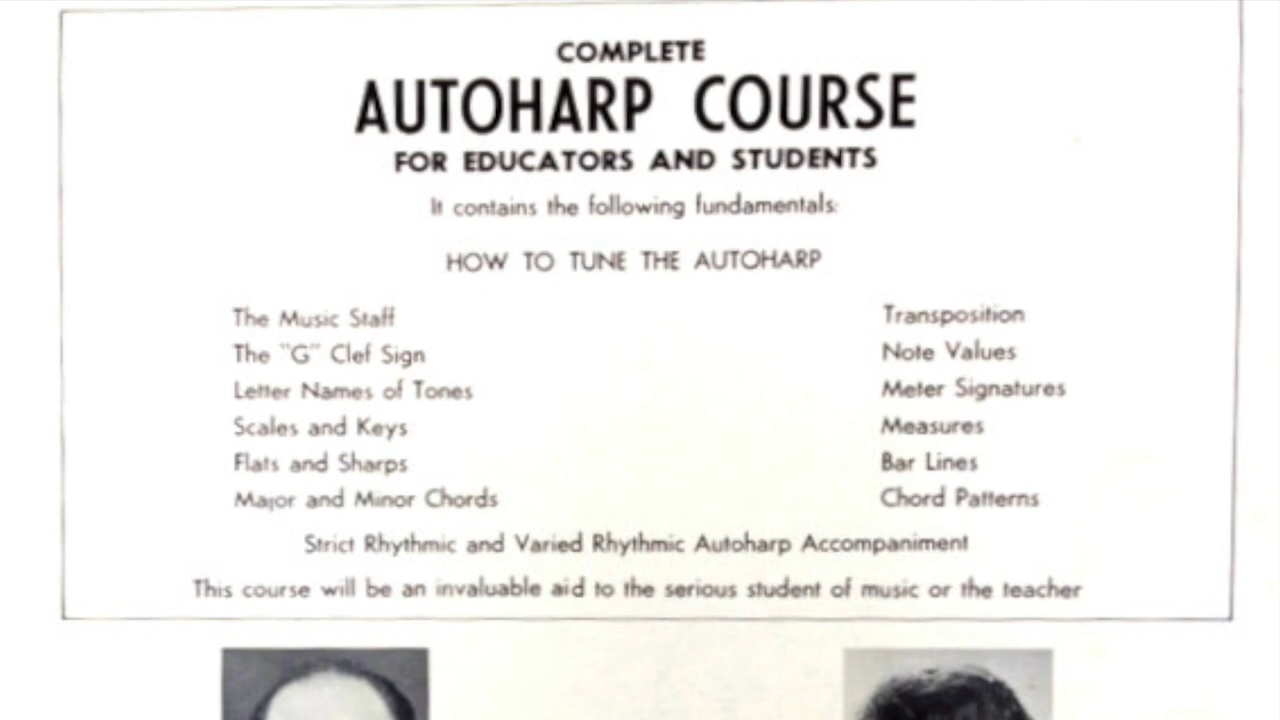 COMPLETE
AUTOHARP COURSE
FOR EDUCATORS AND STUDENTS
It contains the following fundamentals:
HOW TO TUNE THE AUTOHARP
The Music Staff
The "G" Clef Sign
Letter Names of Tones
Scales and Keys
Flats and Sharps
Major and Minor Chords
Transposition
Note Values
Meter Signatures
Measures
Bar Lines
Chord Patterns
Strict Rhythmic and Varied Rhythmic Autoharp Accompaniment
This course will be an invaluable aid to the serious student of music or the teacher